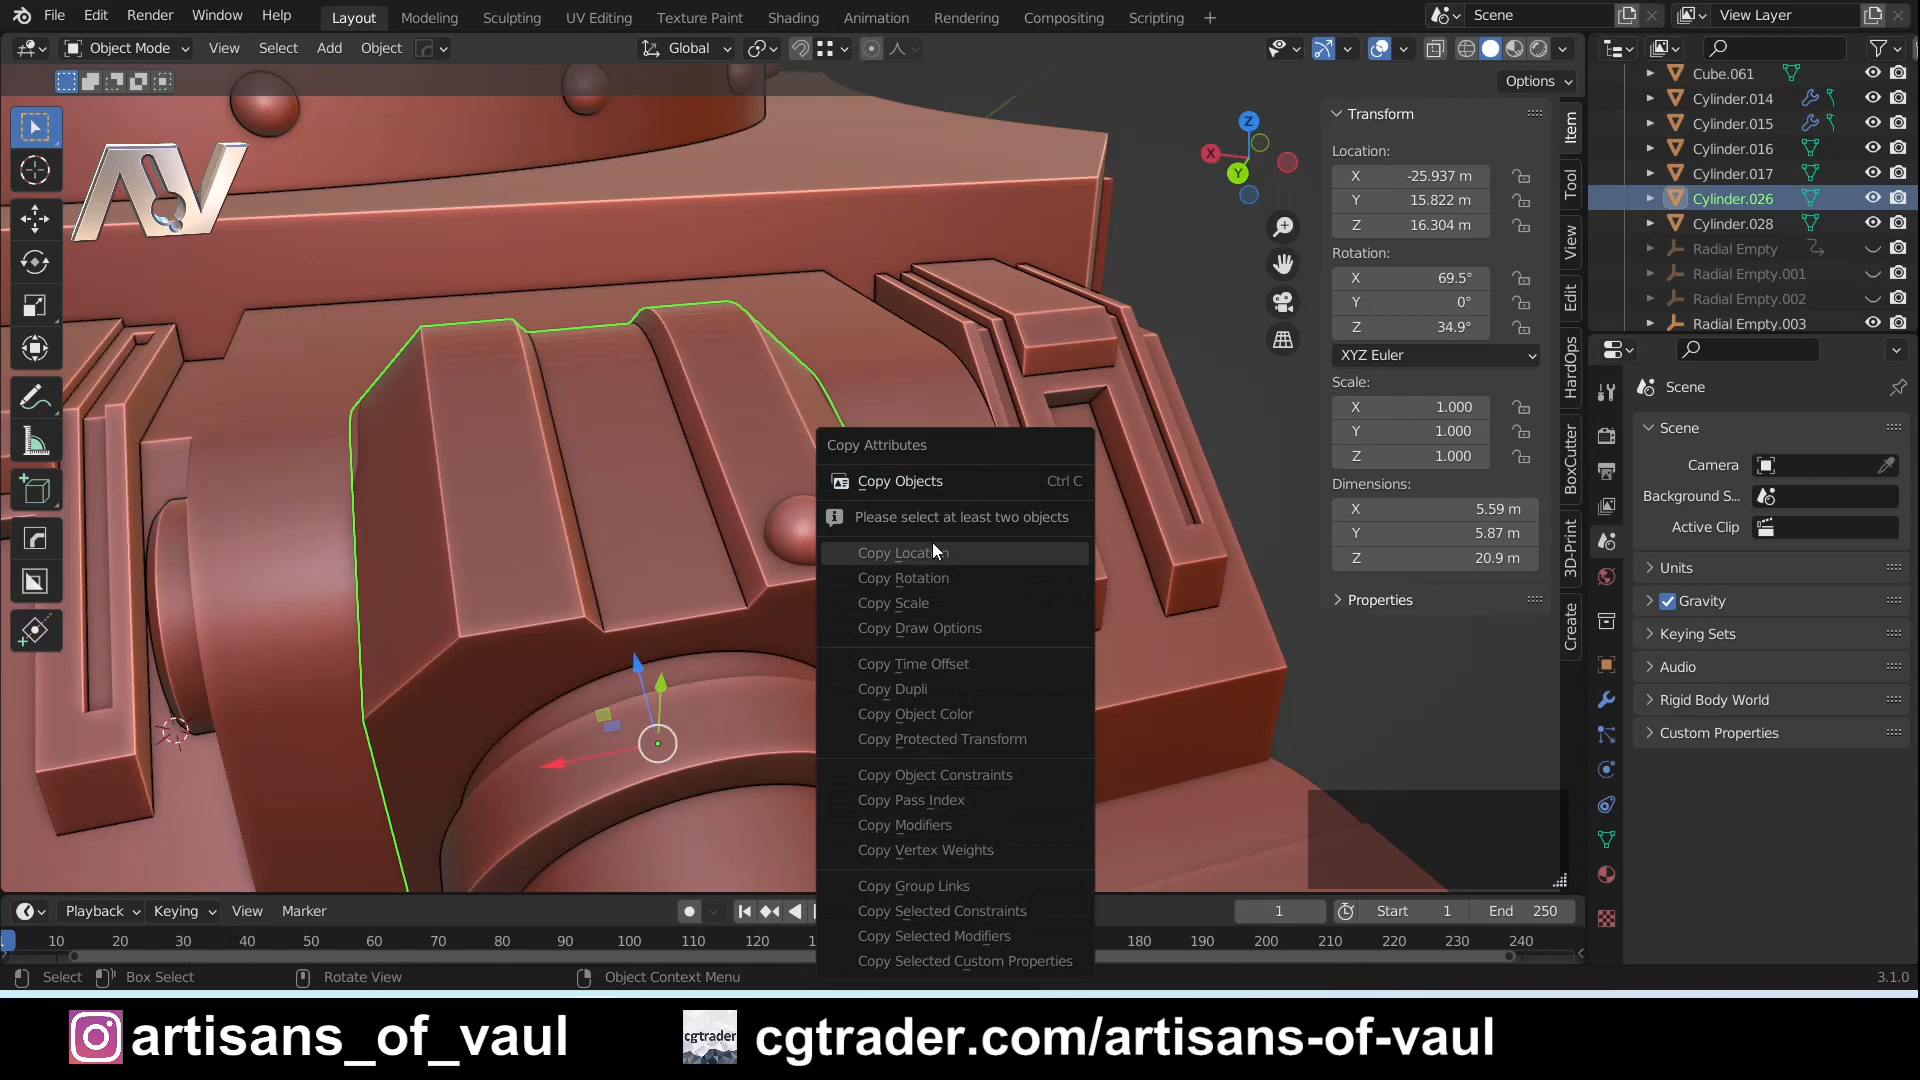 File Edit Render Window Help Layout Modeling Sculpting UV Editing Texture Paint Shading Animation Rendering Compositing Scripting + Scene View Layer
Object Mode View Select Add Object Global
Options
AV
Transform
Location:
X -25.937 m
Y 15.822 m
Z 16.304 m
Rotation:
X 69.5°
Y 0°
Z 34.9°
XYZ Euler
Scale:
X 1.000
Y 1.000
Z 1.000
Dimensions:
X 5.59 m
Y 5.87 m
Z 20.9 m
Properties
Item
Tool
View
Edit
HardOps
BoxCutter
3D-Print
Create
Z
X
Y
Cube.061
Cylinder.014
Cylinder.015
Cylinder.016
Cylinder.017
Cylinder.026
Cylinder.028
Radial Empty
Radial Empty.001
Radial Empty.002
Radial Empty.003
Scene
Scene
Camera
Background S...
Active Clip
Units
Gravity
Keying Sets
Audio
Rigid Body World
Custom Properties
Copy Attributes
Copy Objects Ctrl C
Please select at least two objects
Copy Location
Copy Rotation
Copy Scale
Copy Draw Options
Copy Time Offset
Copy Dupli
Copy Object Color
Copy Protected Transform
Copy Object Constraints
Copy Pass Index
Copy Modifiers
Copy Vertex Weights
Copy Group Links
Copy Selected Constraints
Copy Selected Modifiers
Copy Selected Custom Properties
Playback Keying View Marker 1 Start 1 End 250
10 20 30 40 50 60 70 80 90 100 110 120 180 190 200 210 220 230 240
Select Box Select Rotate View Object Context Menu 3.1.0
artisans_of_vaul cgtrader cgtrader.com/artisans-of-vaul